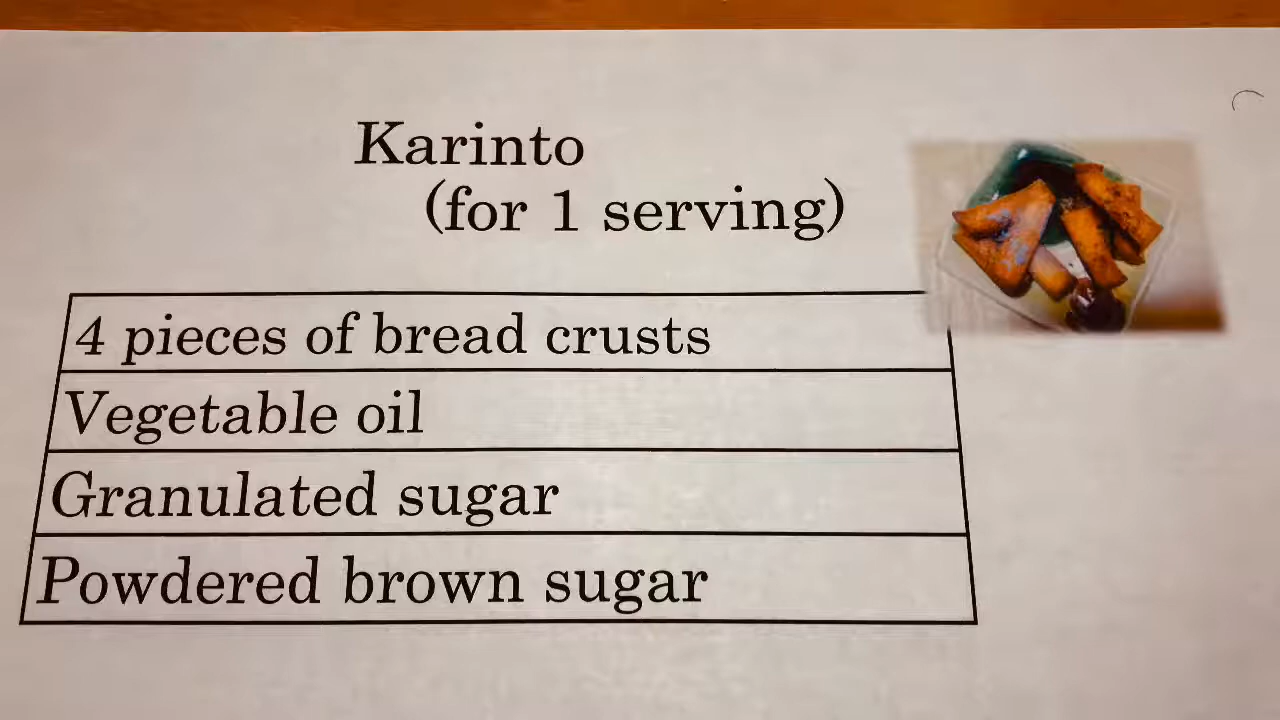 Karinto
(for 1 serving)
4 pieces of bread crusts
Vegetable oil
Granulated sugar
Powdered brown sugar